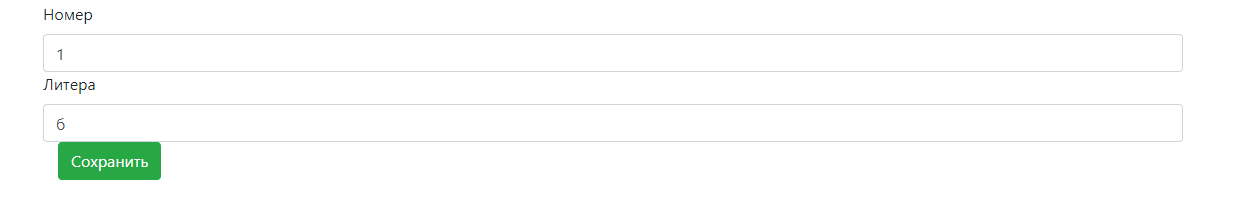 Номер
1
Литера
б
Сохранить